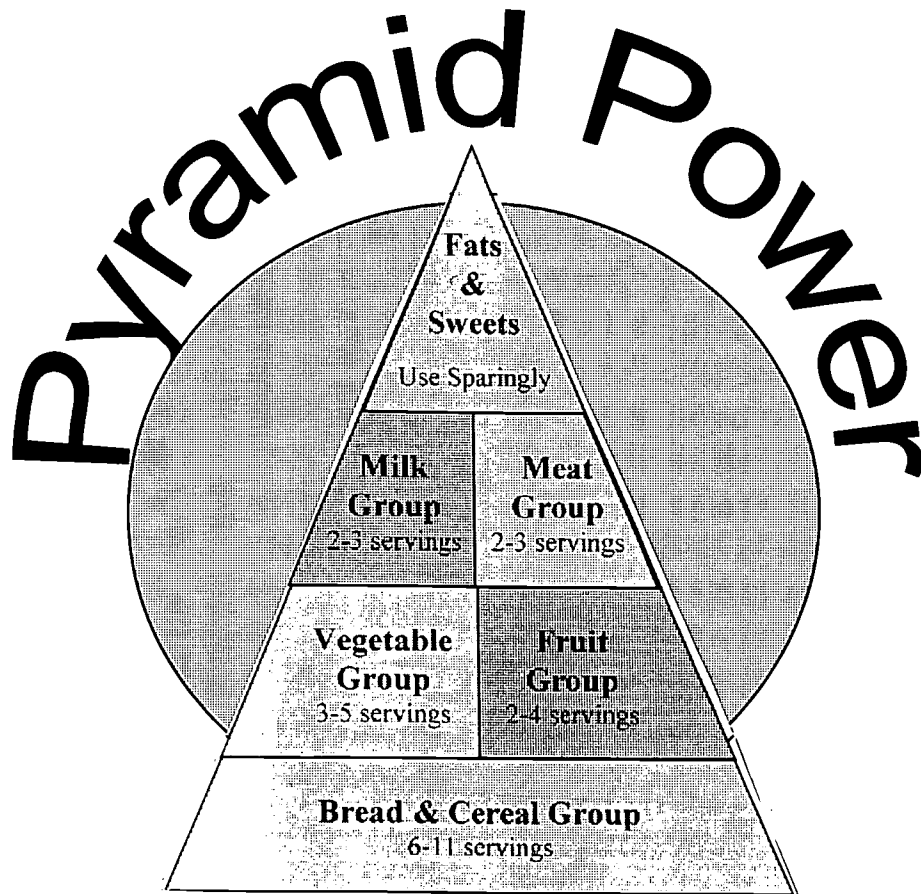 Pyramid Power
Fats
&
Sweets
Use Sparingly
Milk
Group
2-3 servings
Meat
Group
2-3 servings
Vegetable
Group
3-5 servings
Fruit
Group
2-4 servings
Bread & Cereal Group
6-11 servings